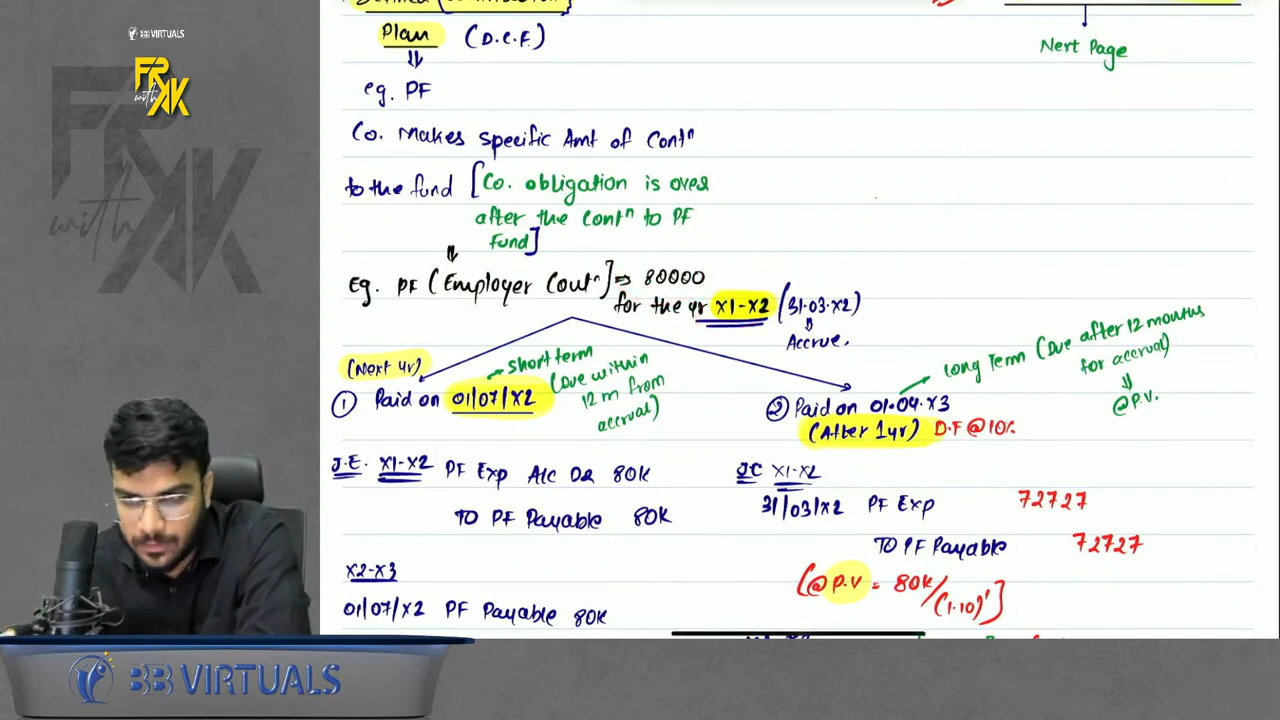 BB VIRTUALS
FR
with
AK
Plan (D.C.F.)
Next Page
eg. PF
Co. Makes specific Amt of Contⁿ
to the fund [Co. obligation is over
after the Contⁿ to PF
Fund]
Eg. PF (Employer Contⁿ) ⇒ 80000
for the yr X1-X2 (31.03.X2)
Accrue.
(Next yr)
short term
(Due within
12 m from
accrual)
① Paid on 01/07/X2
Long Term (Due after 12 months
for accrual)
@P.V.
② Paid on 01.04.X3
(After 1yr) D.F @10%
J.E. X1-X2 PF Exp A/c Dr 80K
TO PF Payable 80K
X2-X3
01/07/X2 PF Payable 80K
JE X1-X2
31/03/X2 PF Exp 72727
TO PF Payable 72727
(@ P.V = 80K/(1.10)¹]
BB VIRTUALS